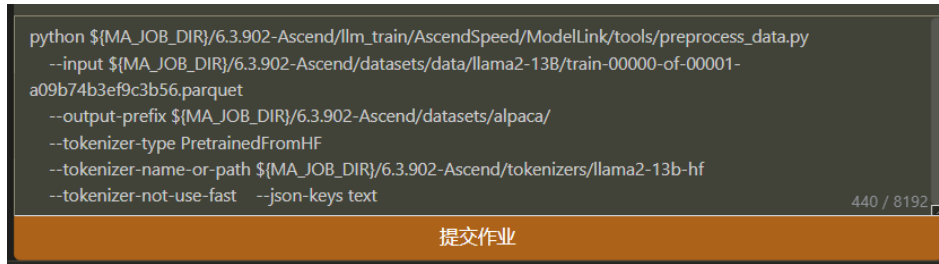 python ${MA_JOB_DIR}/6.3.902-Ascend/llm_train/AscendSpeed/ModelLink/tools/preprocess_data.py
--input ${MA_JOB_DIR}/6.3.902-Ascend/datasets/data/llama2-13B/train-00000-of-00001-
a09b74b3ef9c3b56.parquet
--output-prefix ${MA_JOB_DIR}/6.3.902-Ascend/datasets/alpaca/
--tokenizer-type PretrainedFromHF
--tokenizer-name-or-path ${MA_JOB_DIR}/6.3.902-Ascend/tokenizers/llama2-13b-hf
--tokenizer-not-use-fast    --json-keys text
440 / 8192
提交作业